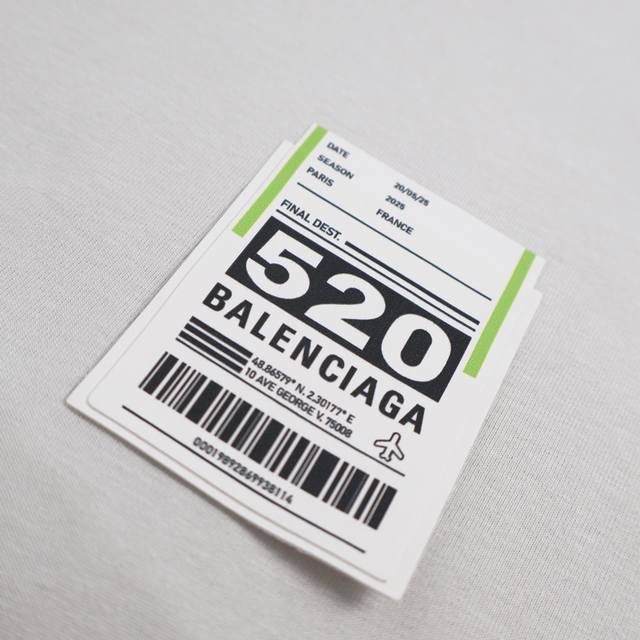 DATE 20/05/25
SEASON 2025
PARIS FRANCE
FINAL DEST.
520
BALENCIAGA
48.86579° N, 2.30177° E
10 AVE GEORGE V, 75008
00019892869938114